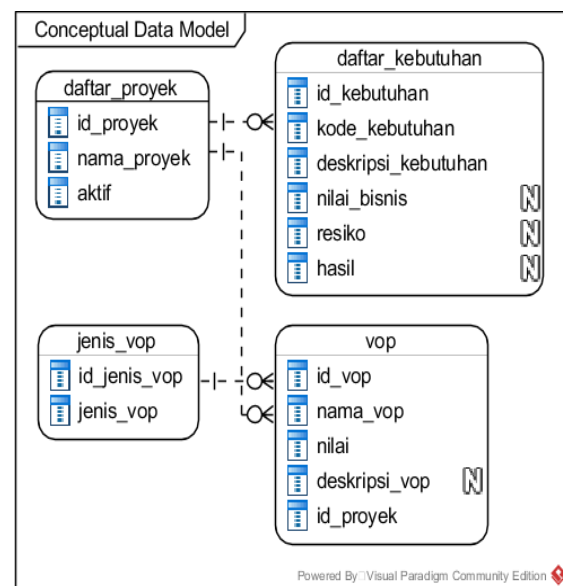 Conceptual Data Model
daftar_proyek
id_proyek
nama_proyek
aktif
daftar_kebutuhan
id_kebutuhan
kode_kebutuhan
deskripsi_kebutuhan
nilai_bisnis N
resiko N
hasil N
jenis_vop
id_jenis_vop
jenis_vop
vop
id_vop
nama_vop
nilai
deskripsi_vop N
id_proyek
Powered By Visual Paradigm Community Edition